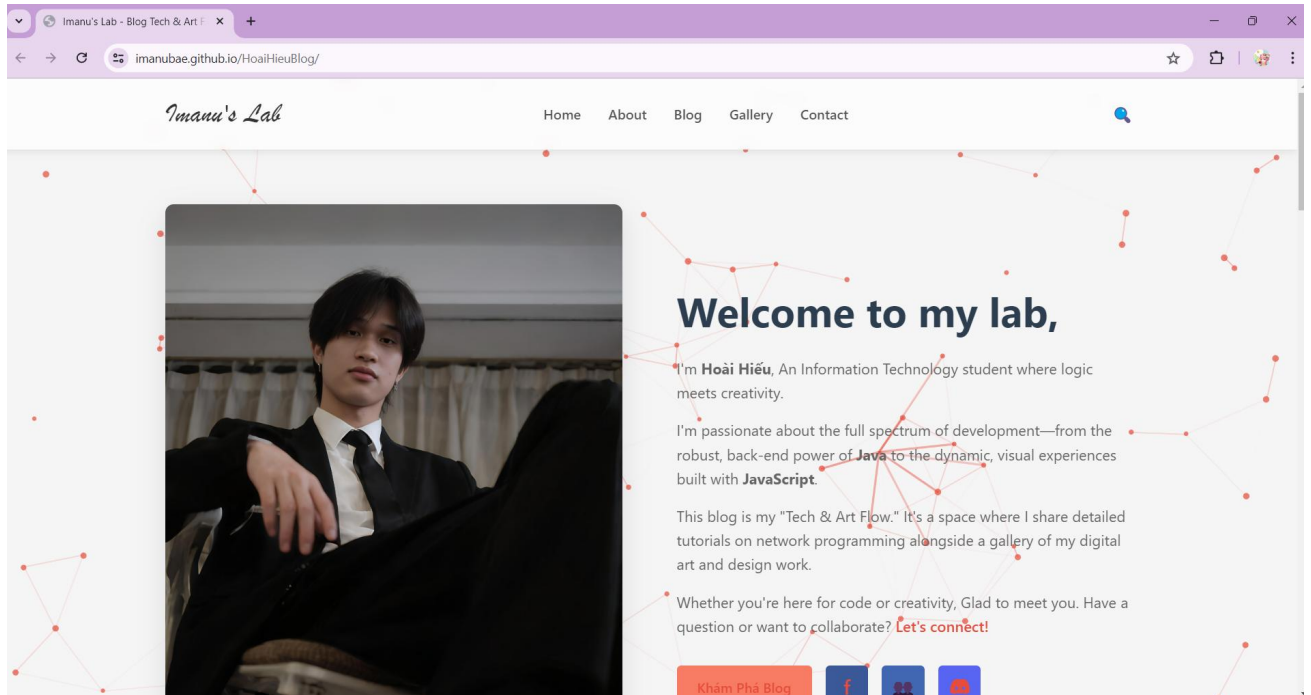 Imanu's Lab - Blog Tech & Art F
imanubae.github.io/HoaiHieuBlog/
Imanu's Lab
Home About Blog Gallery Contact
Welcome to my lab,
I'm Hoài Hiếu, An Information Technology student where logic
meets creativity.
I'm passionate about the full spectrum of development—from the
robust, back-end power of Java to the dynamic, visual experiences
built with JavaScript.
This blog is my "Tech & Art Flow." It's a space where I share detailed
tutorials on network programming alongside a gallery of my digital
art and design work.
Whether you're here for code or creativity, Glad to meet you. Have a
question or want to collaborate? Let's connect!
Khám Phá Blog f